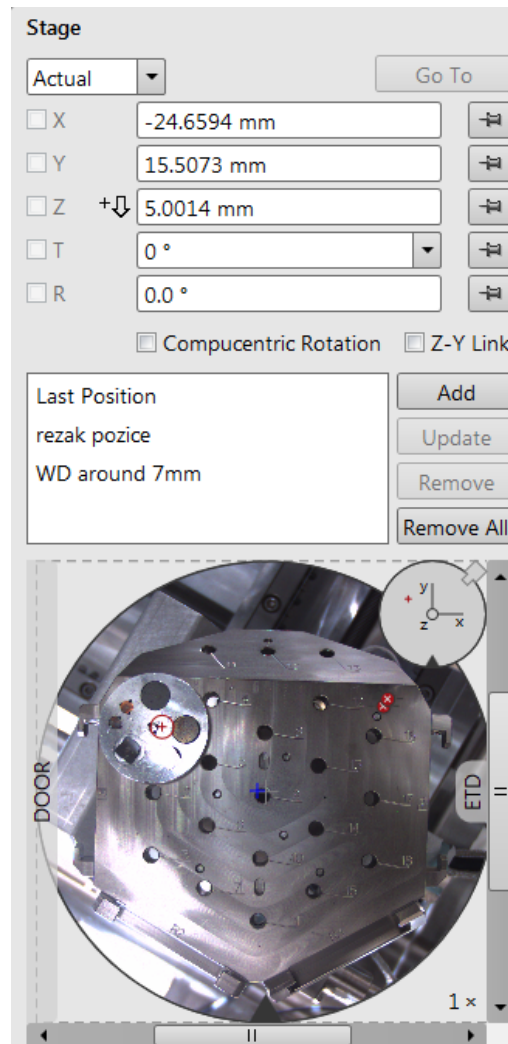 Stage
Actual Go To
X -24.6594 mm
Y 15.5073 mm
Z + 5.0014 mm
T 0 °
R 0.0 °
Compucentric Rotation Z-Y Link
Last Position Add
rezak pozice Update
WD around 7mm Remove
Remove All
y
z x
DOOR
ETD
1 ×